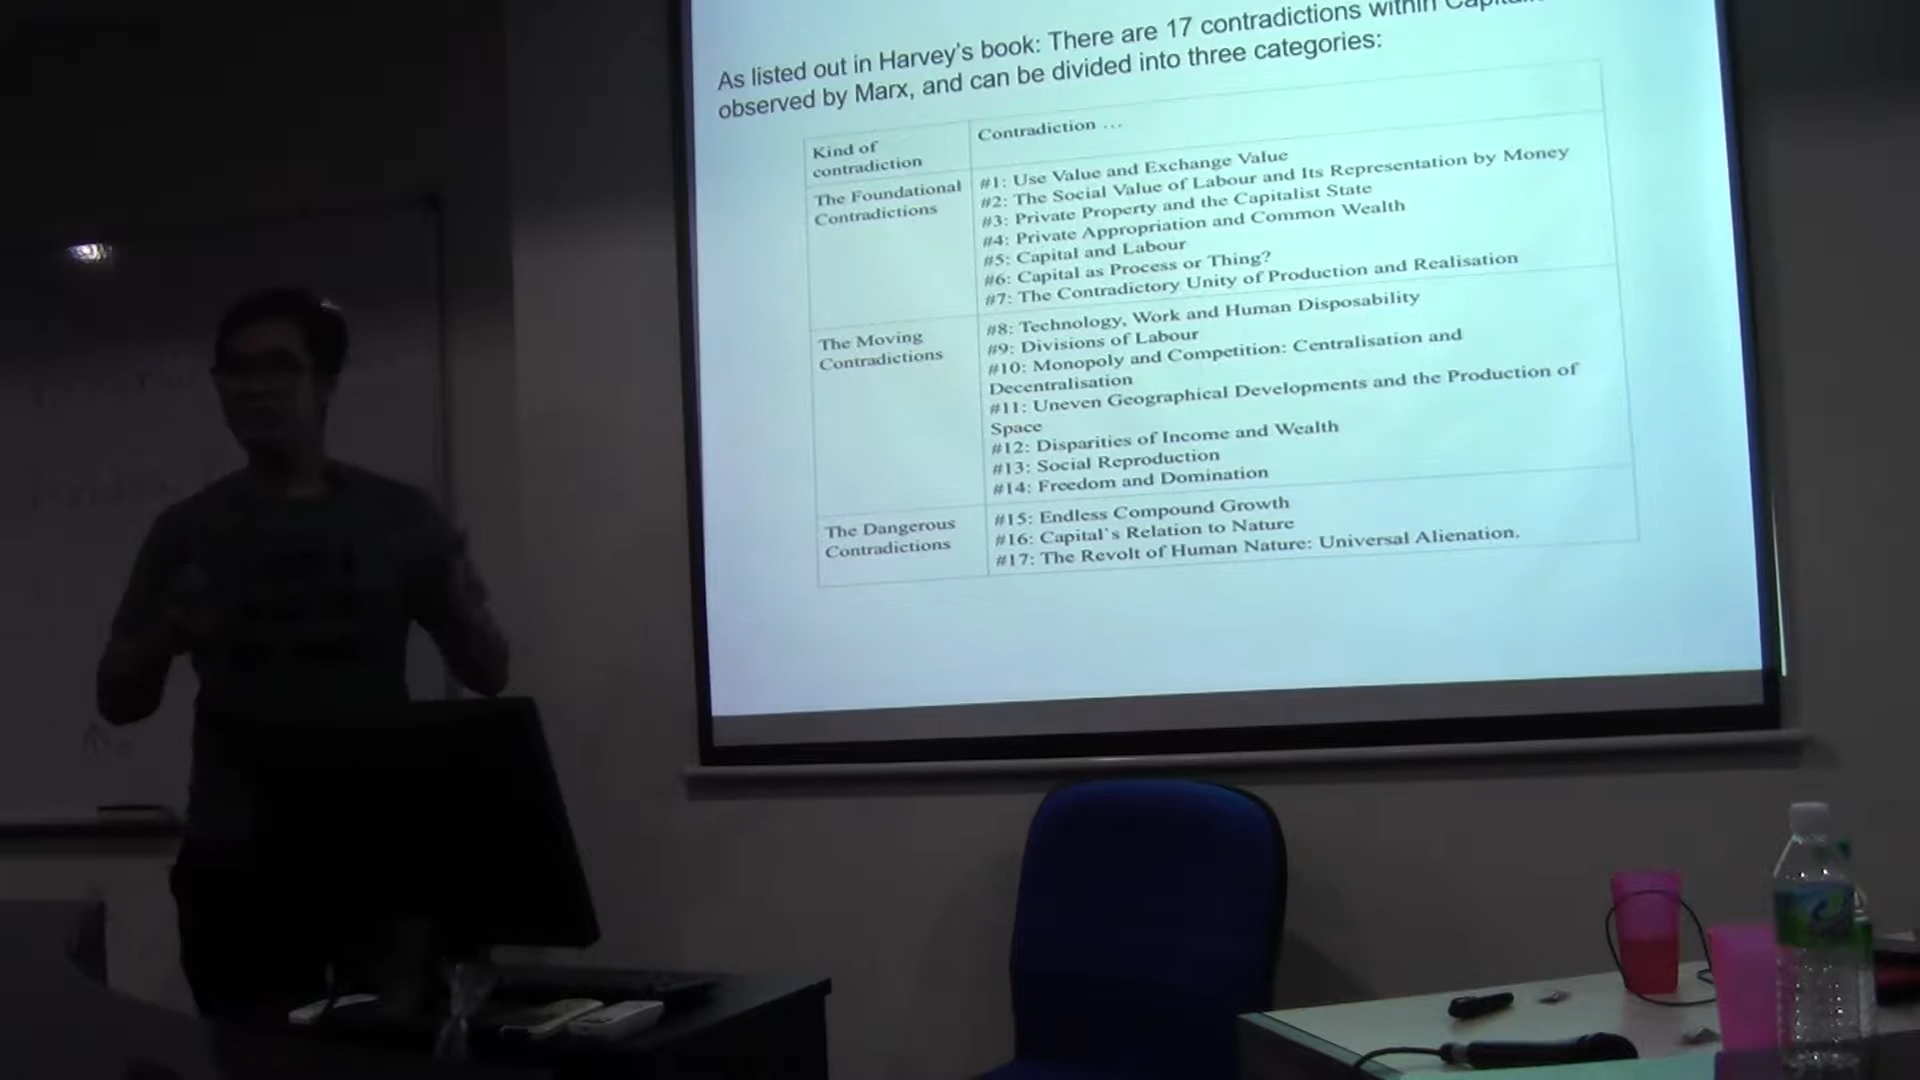 As listed out in Harvey's book: There are 17 contradictions within
observed by Marx, and can be divided into three categories:
Kind of
contradiction
Contradiction ...
The Foundational
Contradictions
#1: Use Value and Exchange Value
#2: The Social Value of Labour and Its Representation by Money
#3: Private Property and the Capitalist State
#4: Private Appropriation and Common Wealth
#5: Capital and Labour
#6: Capital as Process or Thing?
#7: The Contradictory Unity of Production and Realisation
The Moving
Contradictions
#8: Technology, Work and Human Disposability
#9: Divisions of Labour
#10: Monopoly and Competition: Centralisation and
Decentralisation
#11: Uneven Geographical Developments and the Production of
Space
#12: Disparities of Income and Wealth
#13: Social Reproduction
#14: Freedom and Domination
The Dangerous
Contradictions
#15: Endless Compound Growth
#16: Capital`s Relation to Nature
#17: The Revolt of Human Nature: Universal Alienation.